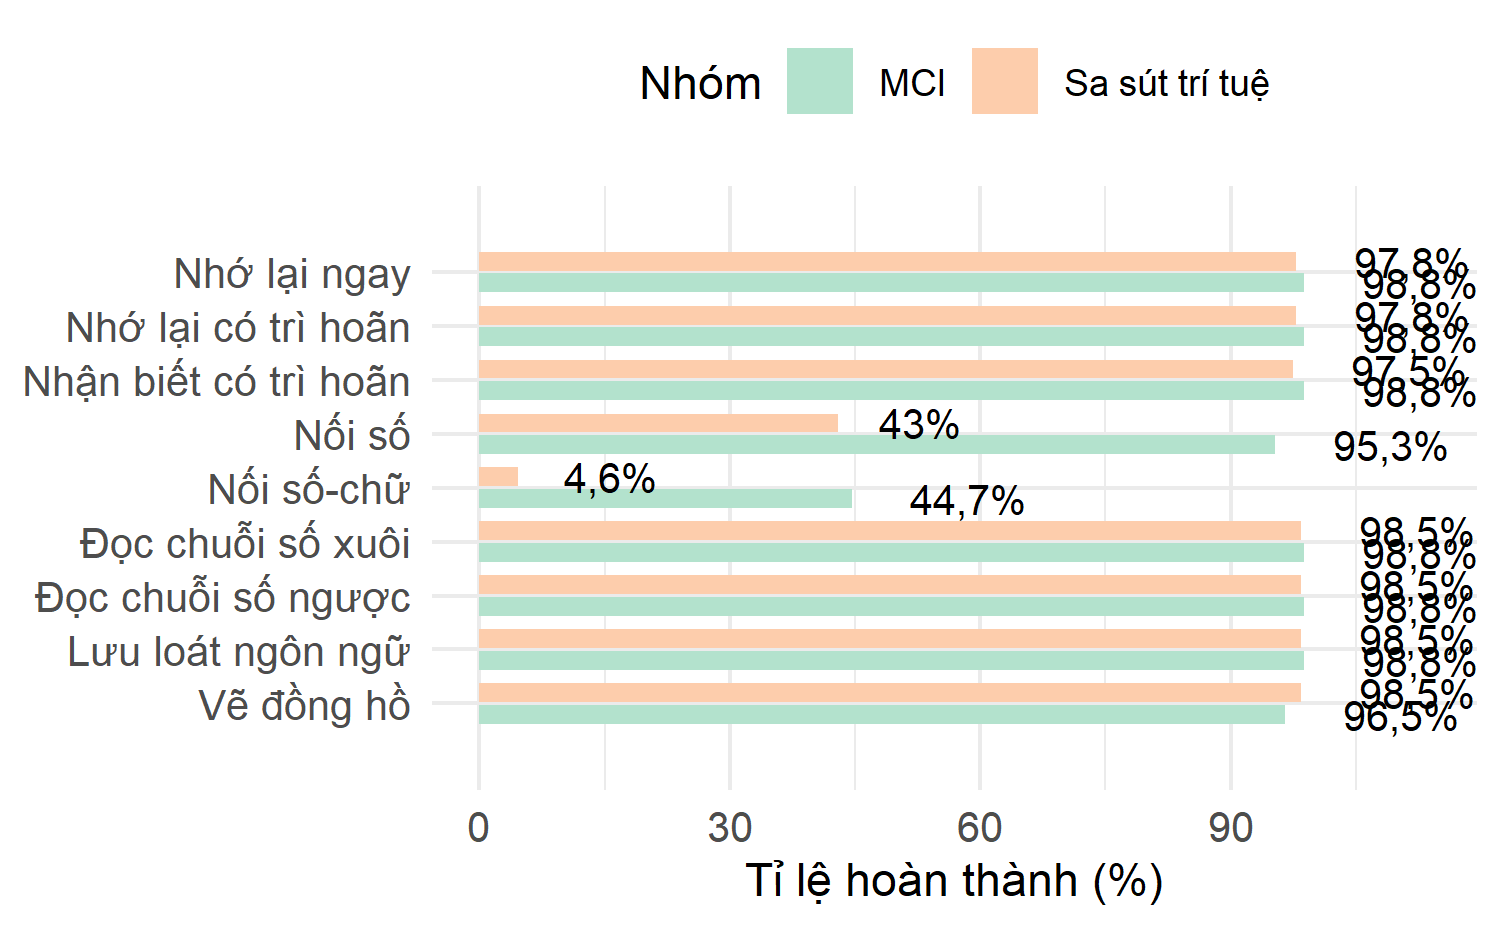 Nhóm MCI Sa sút trí tuệ
Nhớ lại ngay 97,8%
98,8%
Nhớ lại có trì hoãn 97,8%
98,8%
Nhận biết có trì hoãn 97,5%
98,8%
Nối số 43%
95,3%
Nối số-chữ 4,6%
44,7%
Đọc chuỗi số xuôi 98,5%
98,8%
Đọc chuỗi số ngược 98,5%
98,8%
Lưu loát ngôn ngữ 98,5%
98,8%
Vẽ đồng hồ 98,5%
96,5%
0 30 60 90
Tỉ lệ hoàn thành (%)